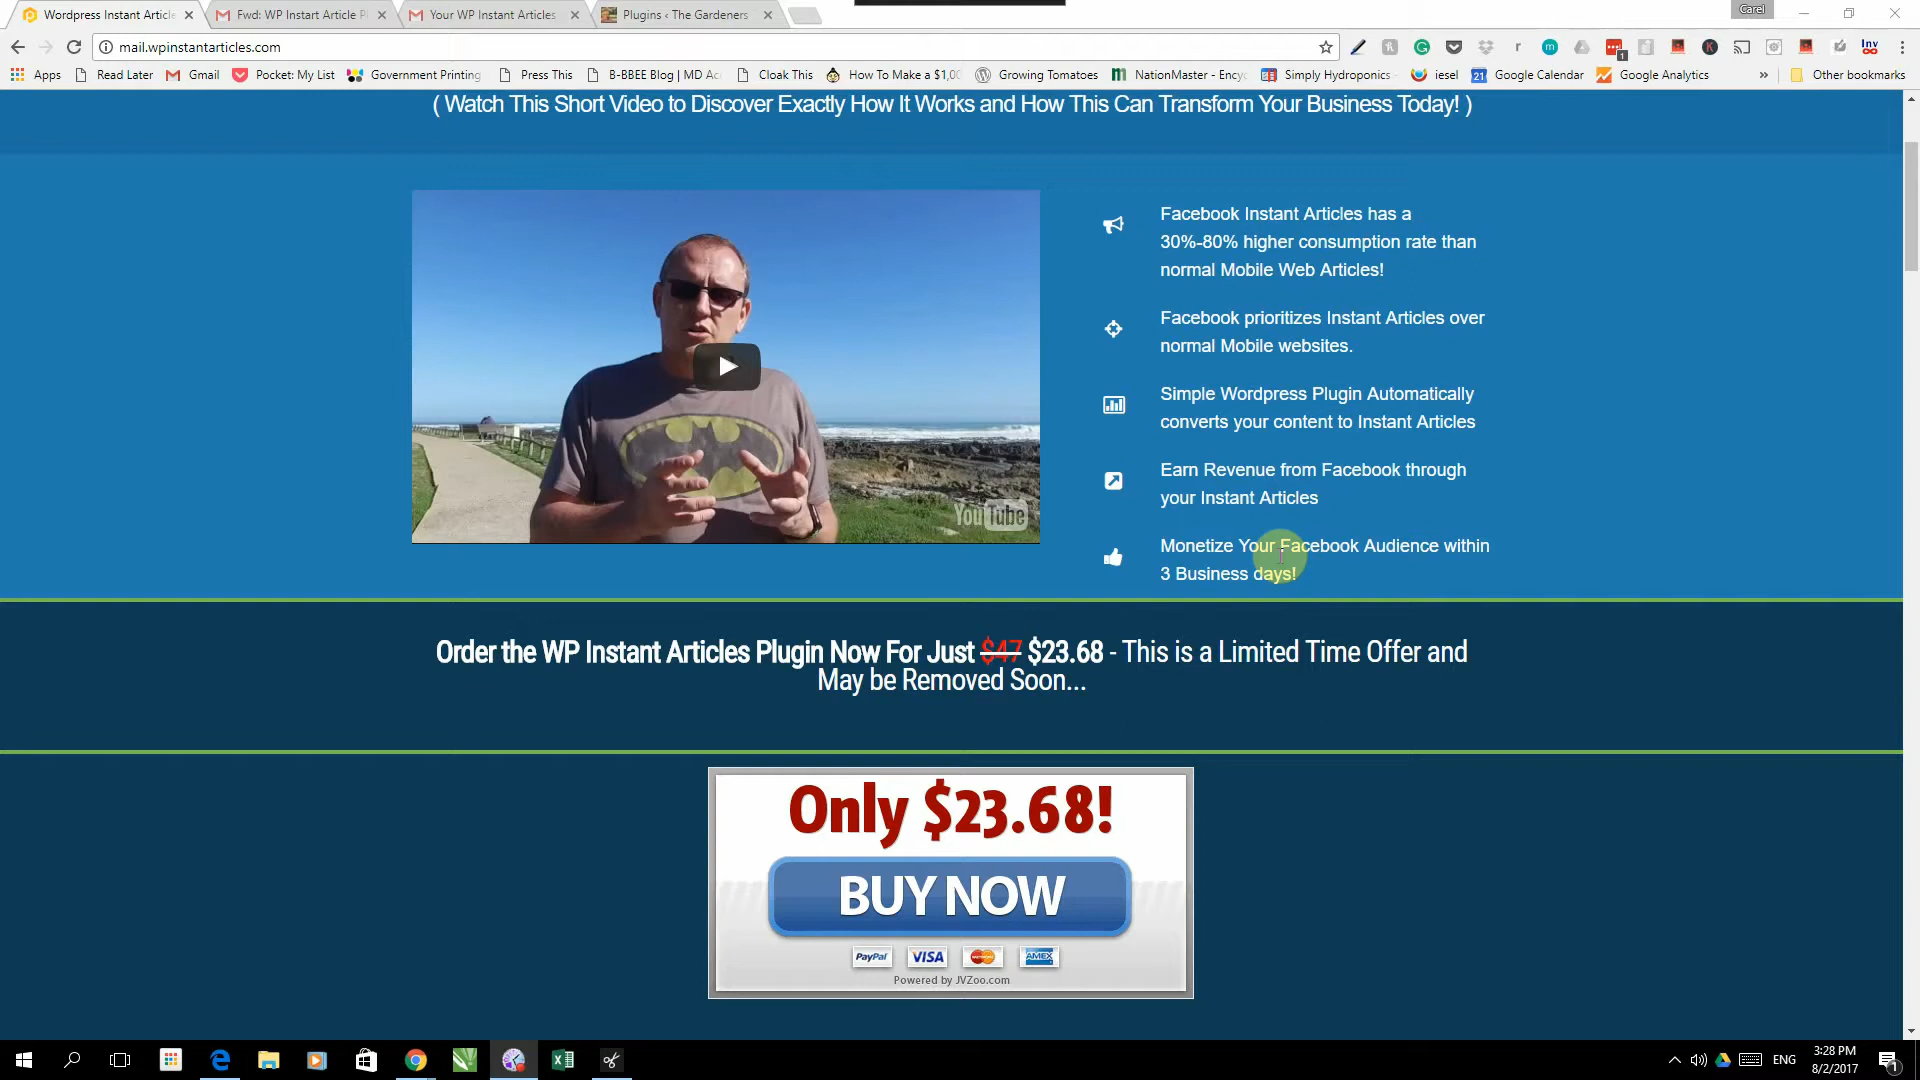 Wordpress Instant Article
Fwd: WP Instart Article P
Your WP Instant Articles
Plugins ‹ The Gardeners
Carel
mail.wpinstantarticles.com
Apps
Read Later
Gmail
Pocket: My List
Government Printing
Press This
B-BBEE Blog | MD Ac
Cloak This
How To Make a $1,00
Growing Tomatoes
NationMaster - Ency
Simply Hydroponics
iesel
Google Calendar
Google Analytics
»
Other bookmarks
( Watch This Short Video to Discover Exactly How It Works and How This Can Transform Your Business Today! )
Facebook Instant Articles has a
30%-80% higher consumption rate than
normal Mobile Web Articles!
Facebook prioritizes Instant Articles over
normal Mobile websites.
Simple Wordpress Plugin Automatically
converts your content to Instant Articles
Earn Revenue from Facebook through
your Instant Articles
Monetize Your Facebook Audience within
3 Business days!
YouTube
Order the WP Instant Articles Plugin Now For Just $47 $23.68 - This is a Limited Time Offer and
May be Removed Soon...
Only $23.68!
BUY NOW
PayPal VISA MasterCard AMEX
Powered by JVZoo.com
ENG
3:28 PM
8/2/2017